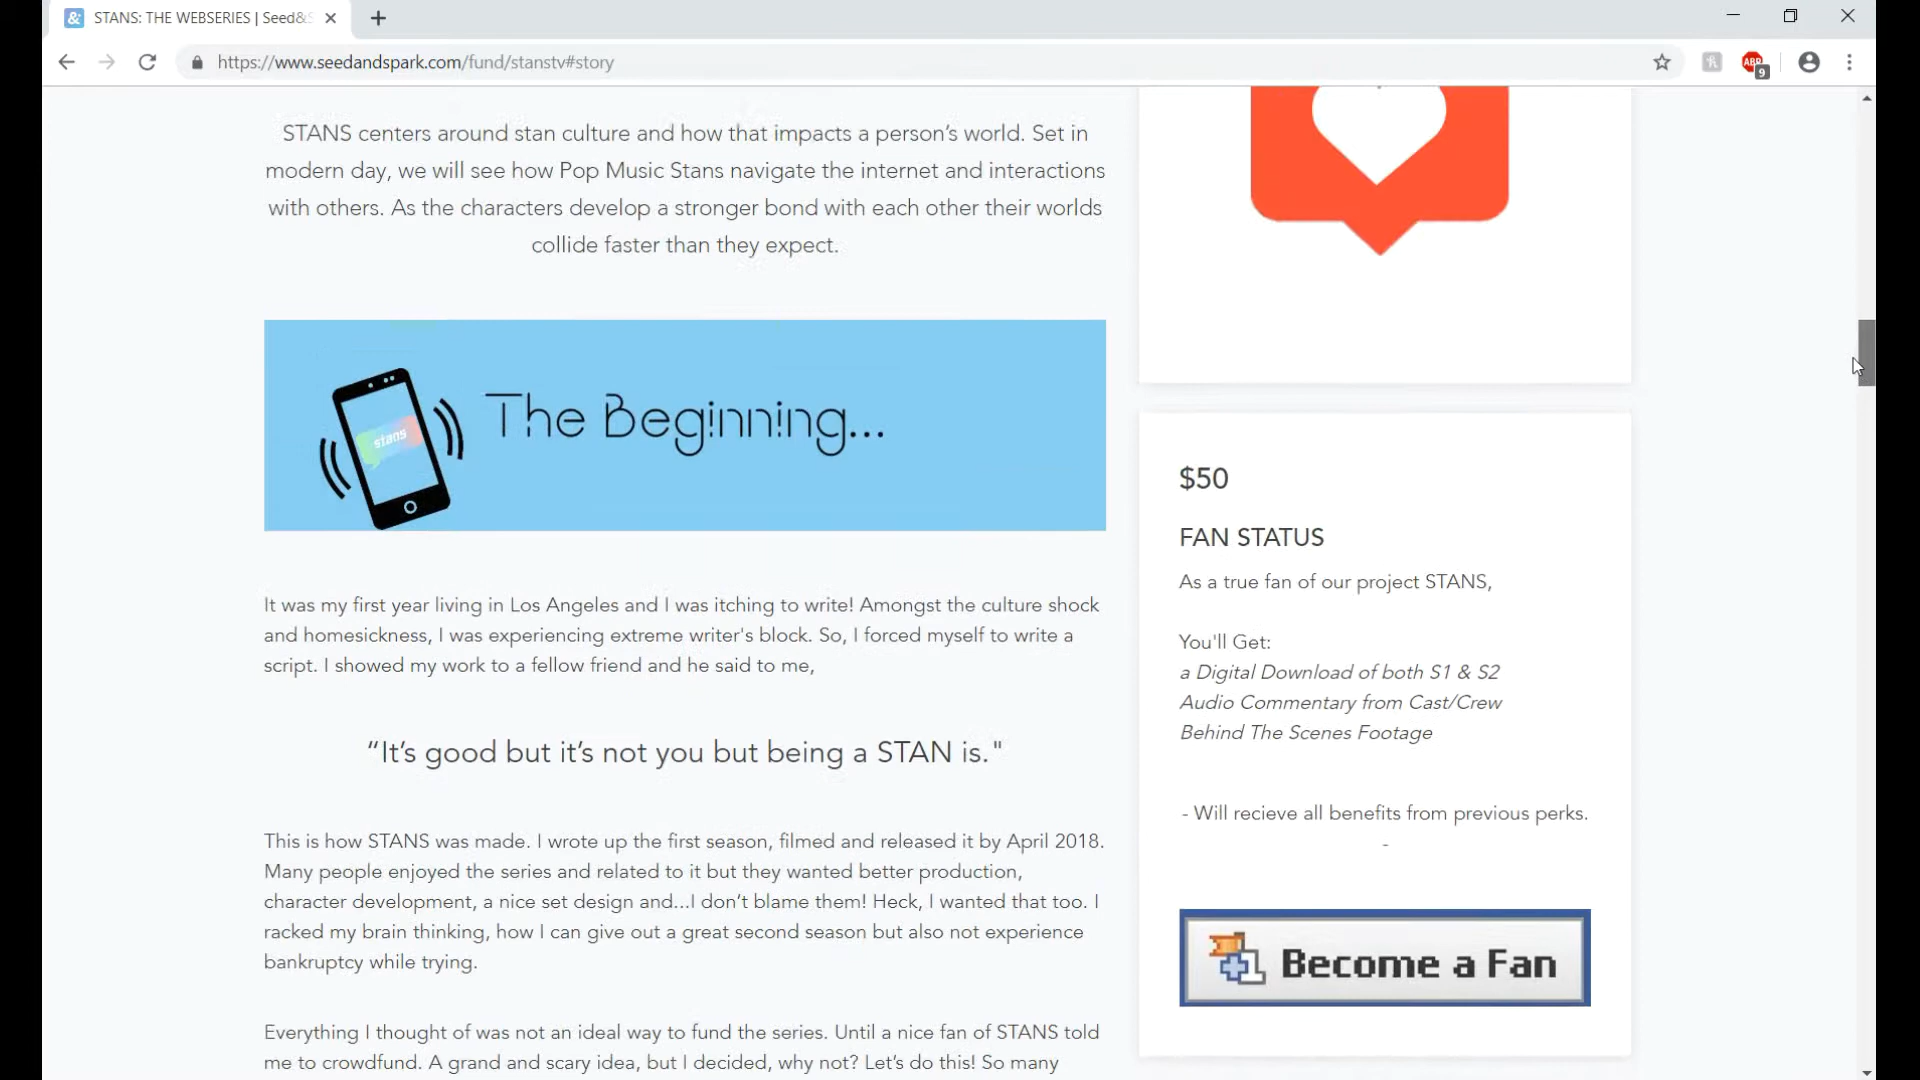 STANS: THE WEBSERIES | Seed&S
https://www.seedandspark.com/fund/stanstv#story
ABP
9
STANS centers around stan culture and how that impacts a person’s world. Set in
modern day, we will see how Pop Music Stans navigate the internet and interactions
with others. As the characters develop a stronger bond with each other their worlds
collide faster than they expect.
stans
The Beginning...
It was my first year living in Los Angeles and I was itching to write! Amongst the culture shock
and homesickness, I was experiencing extreme writer's block. So, I forced myself to write a
script. I showed my work to a fellow friend and he said to me,
“It’s good but it’s not you but being a STAN is."
This is how STANS was made. I wrote up the first season, filmed and released it by April 2018.
Many people enjoyed the series and related to it but they wanted better production,
character development, a nice set design and...I don’t blame them! Heck, I wanted that too. I
racked my brain thinking, how I can give out a great second season but also not experience
bankruptcy while trying.
Everything I thought of was not an ideal way to fund the series. Until a nice fan of STANS told
me to crowdfund. A grand and scary idea, but I decided, why not? Let’s do this! So many
$50
FAN STATUS
As a true fan of our project STANS,
You'll Get:
a Digital Download of both S1 & S2
Audio Commentary from Cast/Crew
Behind The Scenes Footage
- Will recieve all benefits from previous perks.
-
Become a Fan